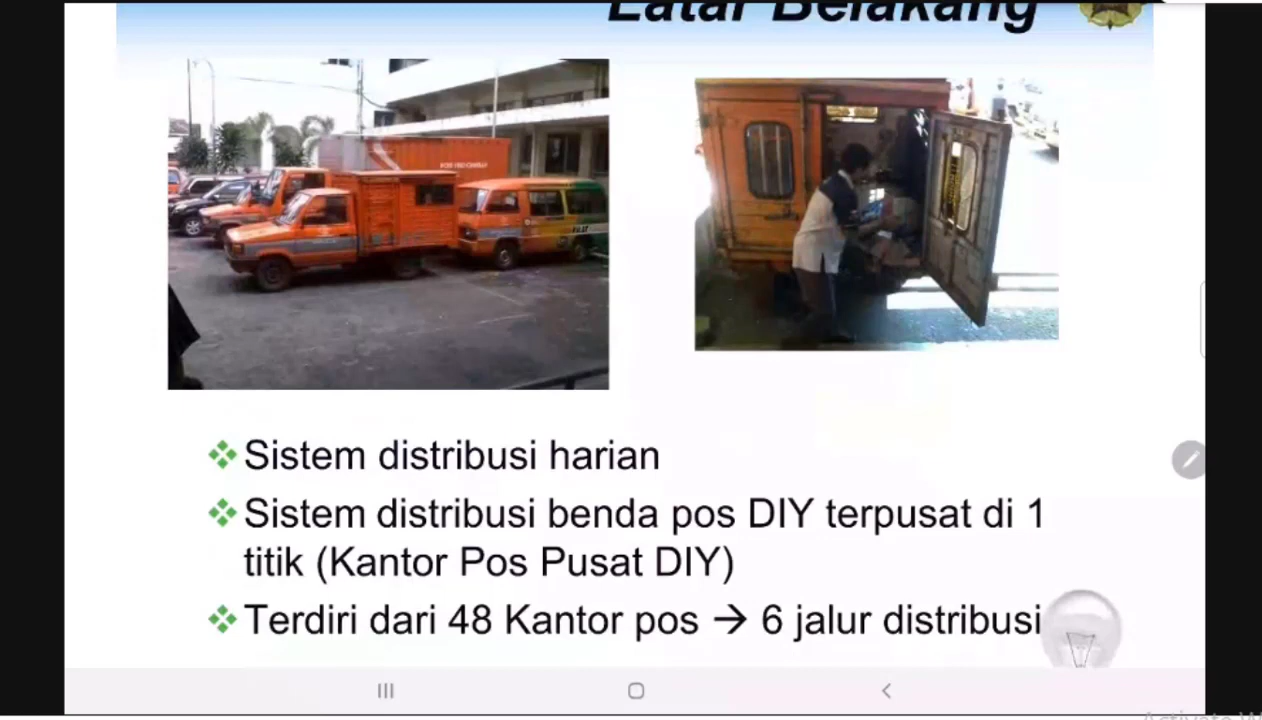 Latar Belakang
Sistem distribusi harian
Sistem distribusi benda pos DIY terpusat di 1
titik (Kantor Pos Pusat DIY)
Terdiri dari 48 Kantor pos → 6 jalur distribusi